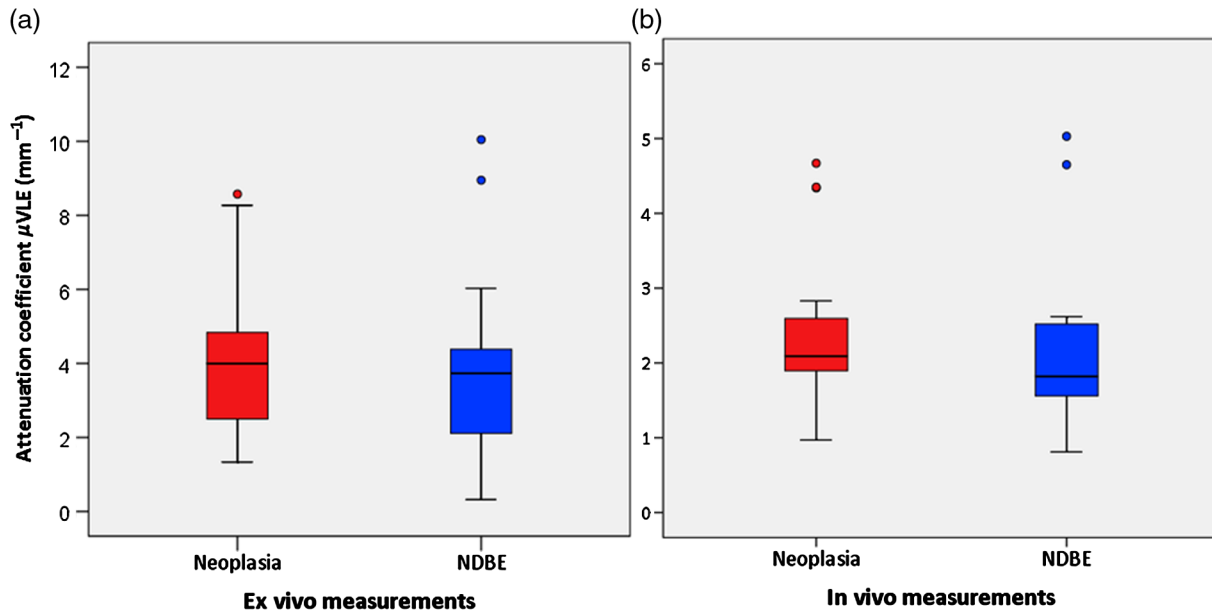 (a)
(b)
Attenuation coefficient μVLE (mm⁻¹)
12
10
8
6
4
2
0
Neoplasia
NDBE
Ex vivo measurements
6
5
4
3
2
1
0
Neoplasia
NDBE
In vivo measurements